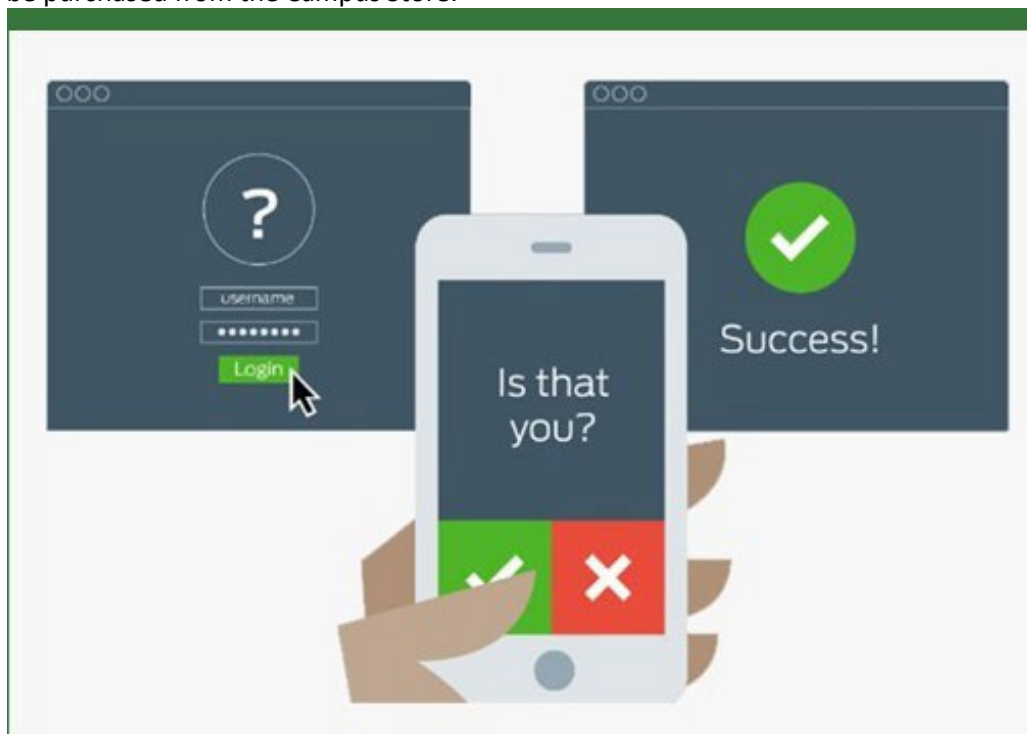 be purchased from the Campus Store.
username
Login
Is that
you?
Success!